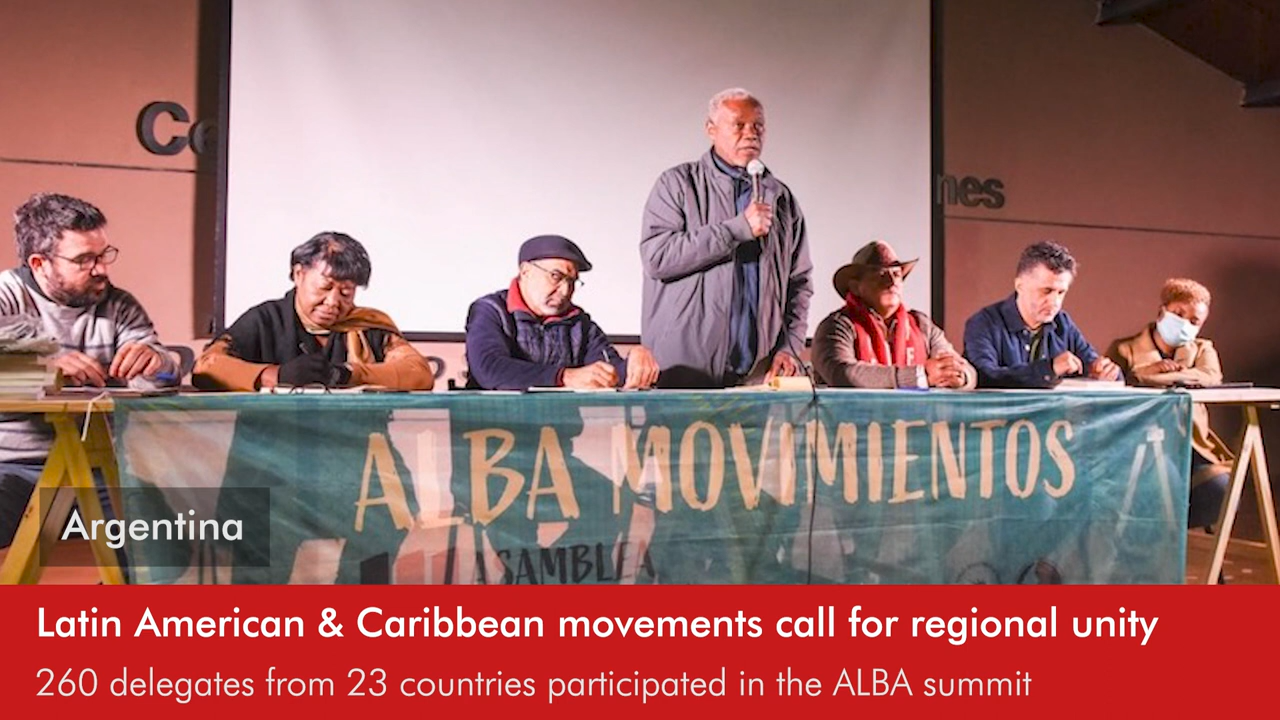 ALBA MOVIMIENTOS
ASAMBLEA
Argentina
Latin American & Caribbean movements call for regional unity
260 delegates from 23 countries participated in the ALBA summit